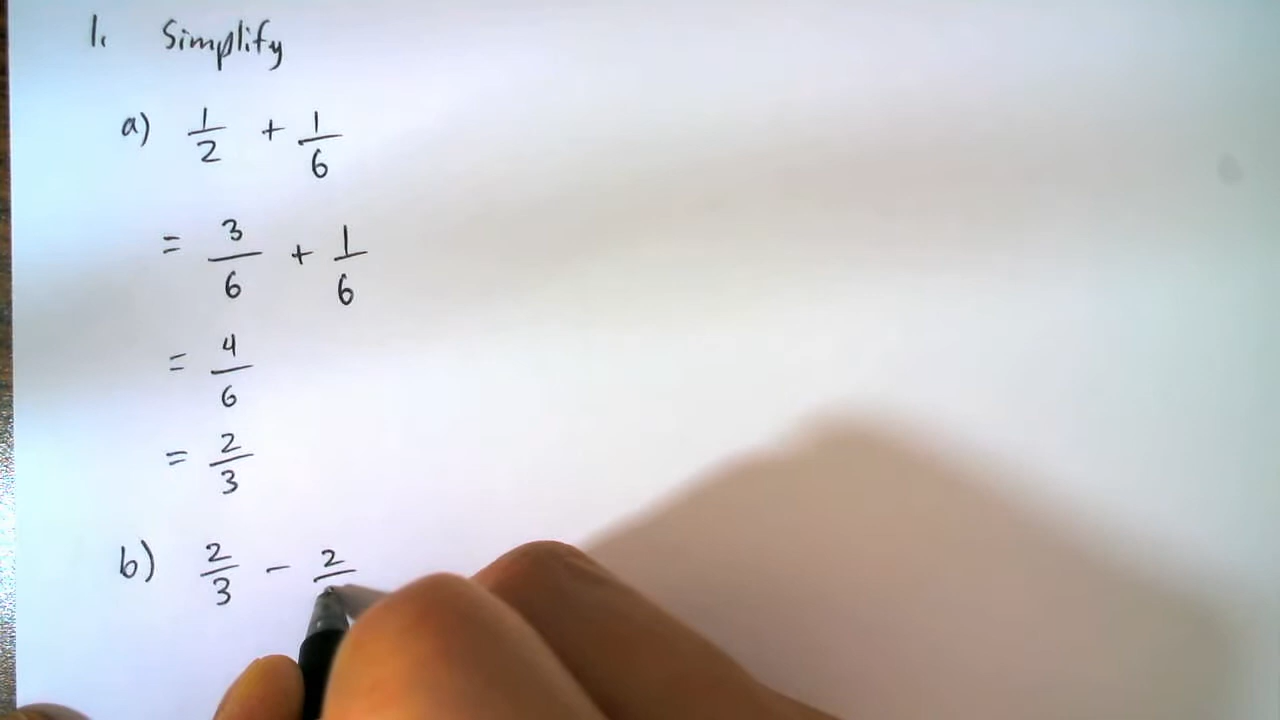 1. Simplify
a) 1/2 + 1/6
= 3/6 + 1/6
= 4/6
= 2/3
b) 2/3 - 2/